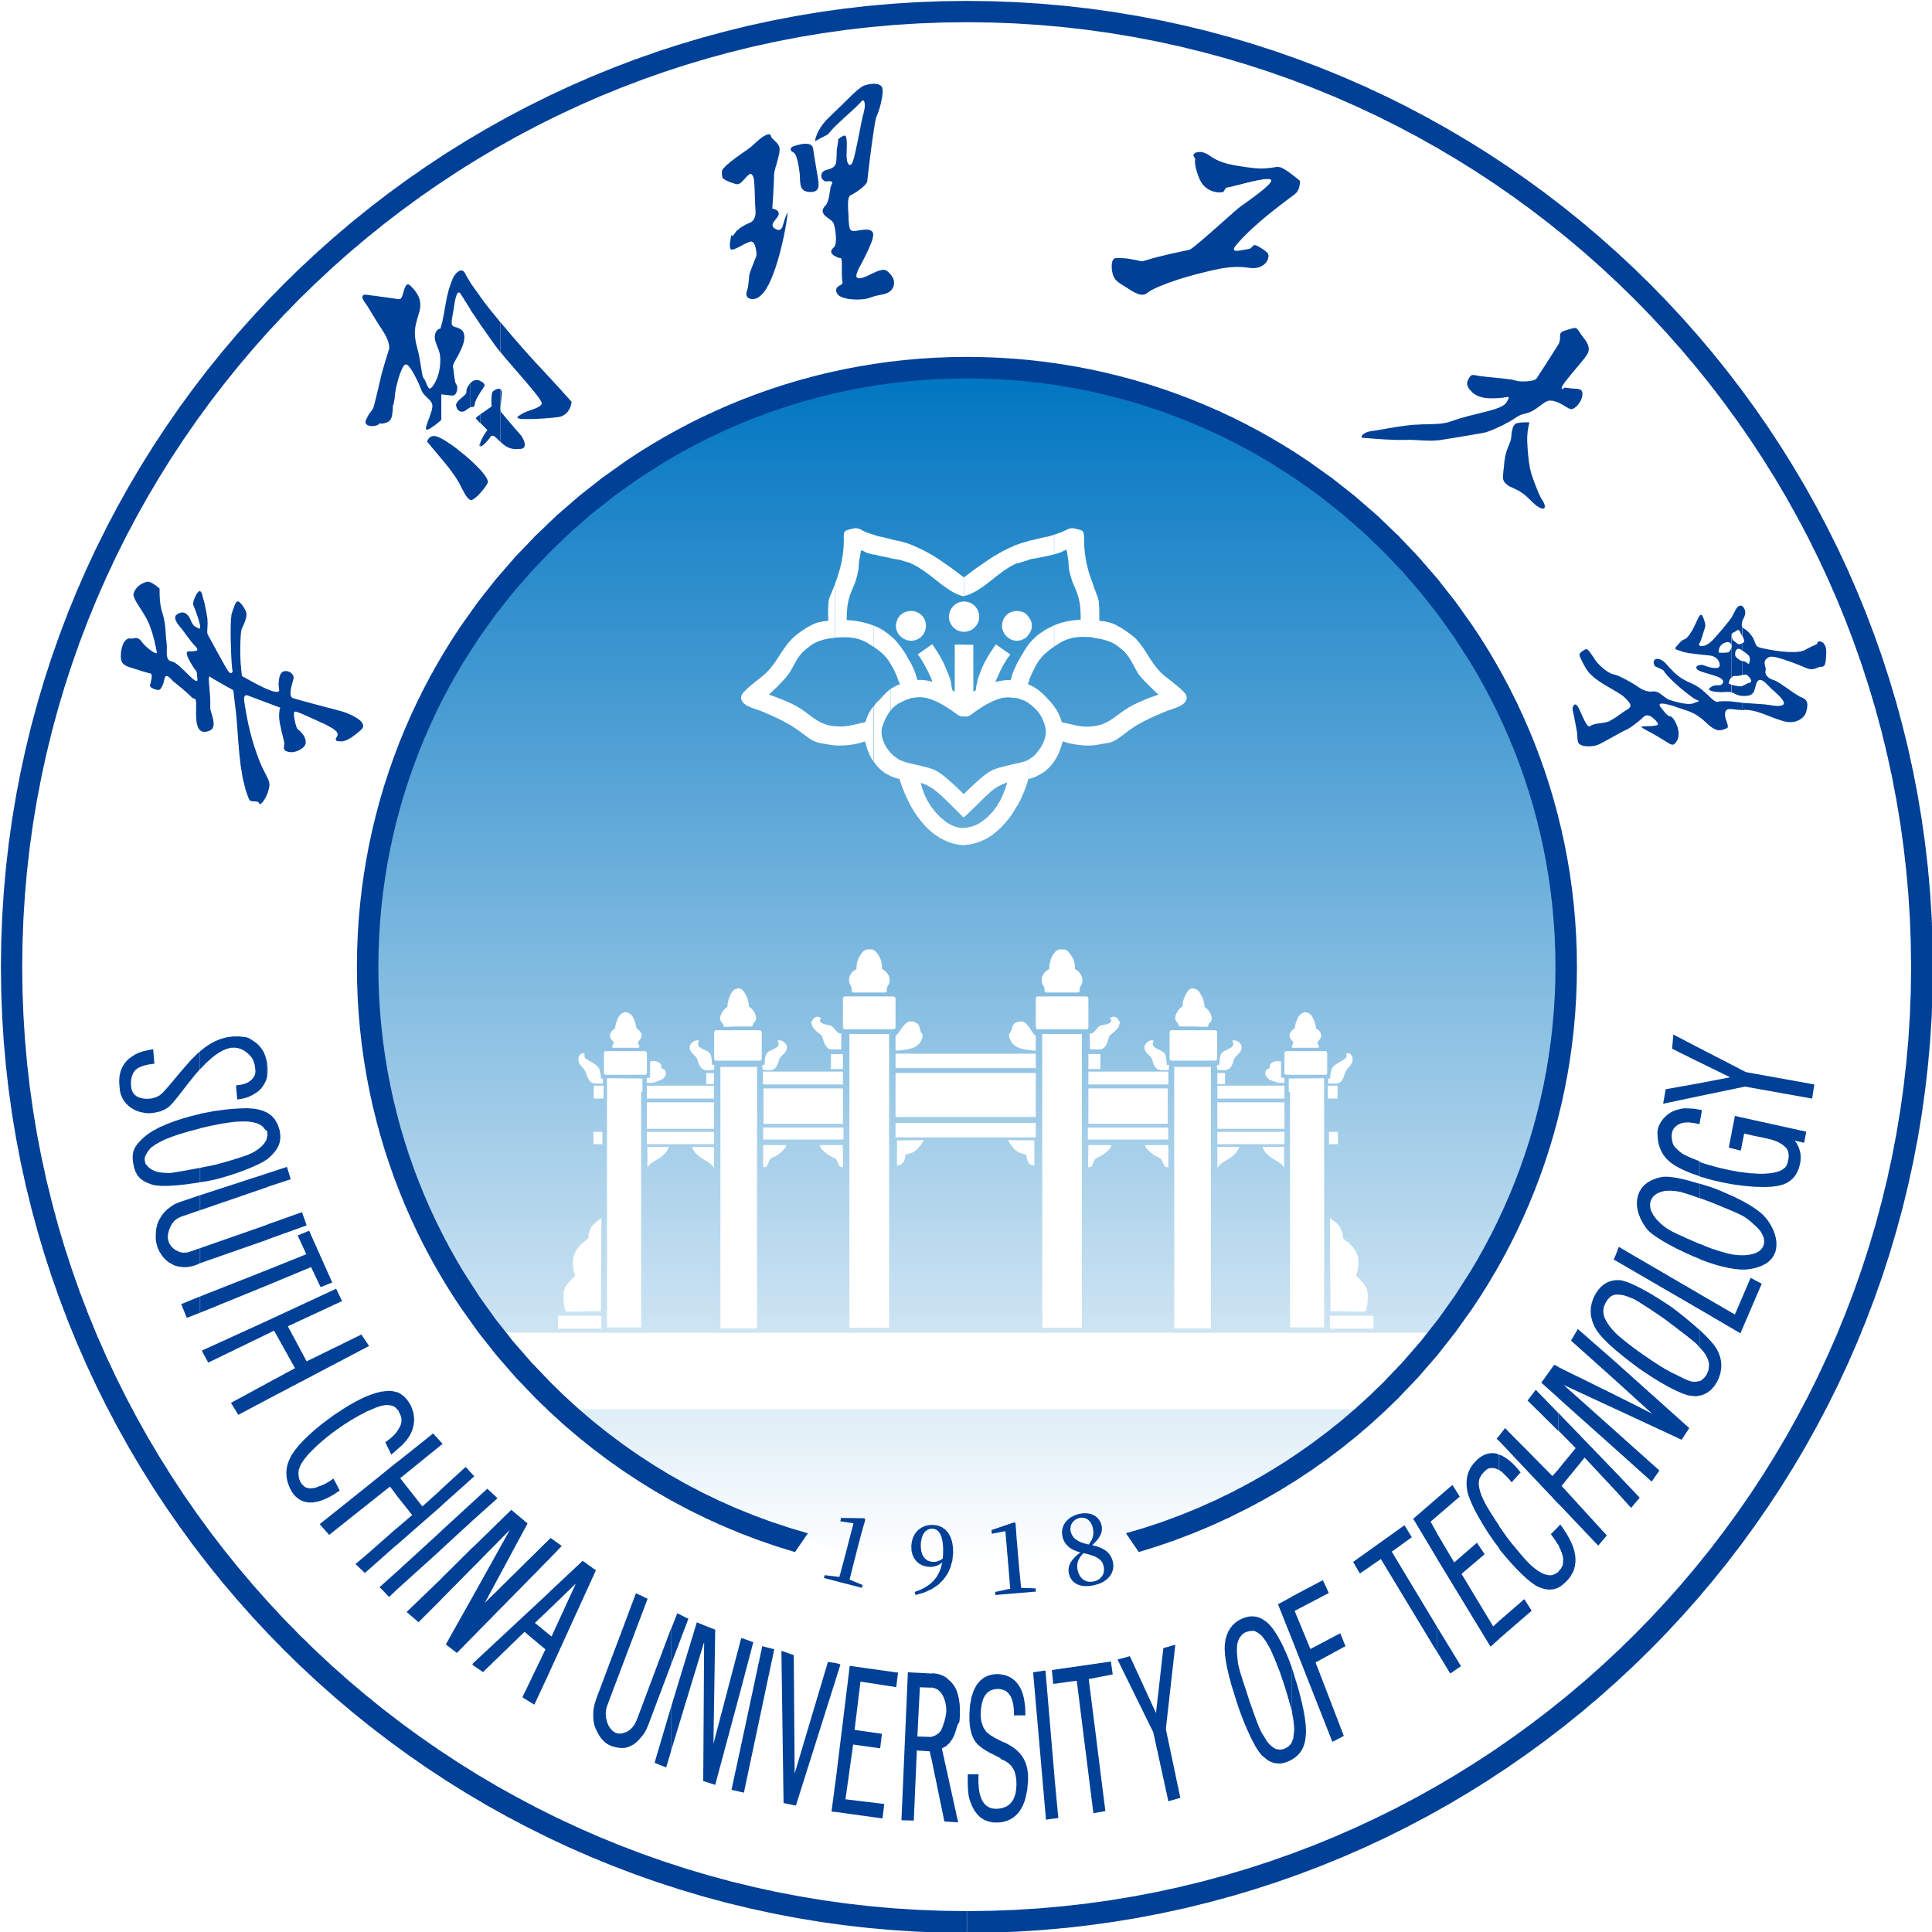 華南理工大學
1918
SOUTH CHINA UNIVERSITY OF TECHNOLOGY